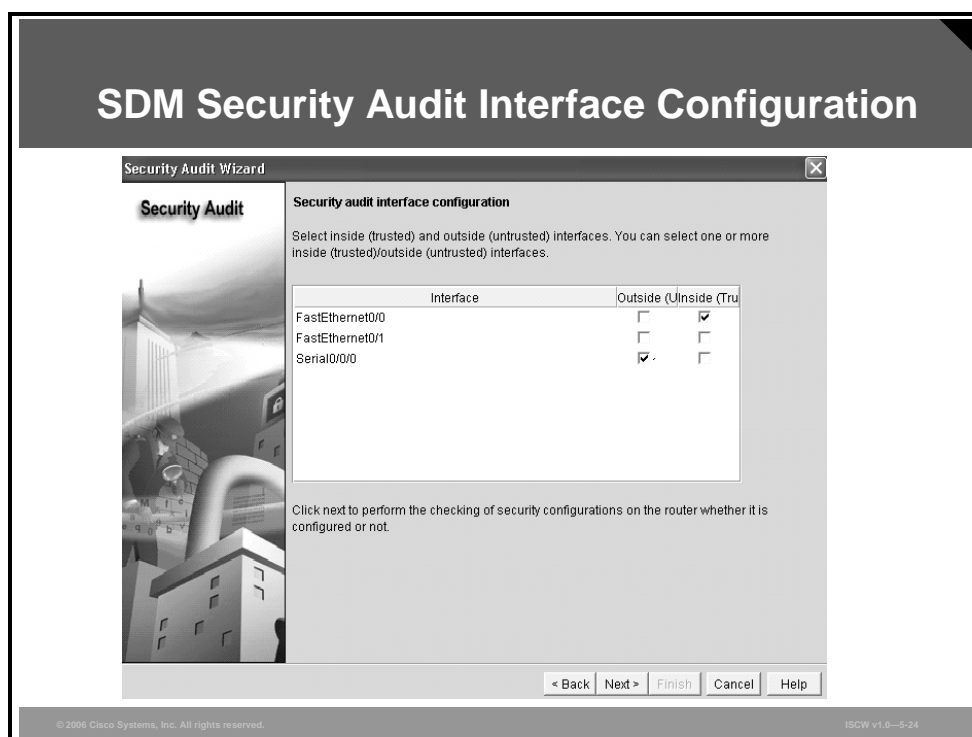 SDM Security Audit Interface Configuration
Security Audit Wizard
Security Audit
Security audit interface configuration
Select inside (trusted) and outside (untrusted) interfaces. You can select one or more
inside (trusted)/outside (untrusted) interfaces.
Interface Outside (U Inside (Tru
FastEthernet0/0
FastEthernet0/1
Serial0/0/0
Click next to perform the checking of security configurations on the router whether it is
configured or not.
< Back Next > Finish Cancel Help
© 2006 Cisco Systems, Inc. All rights reserved. ISCW v1.0—5-24